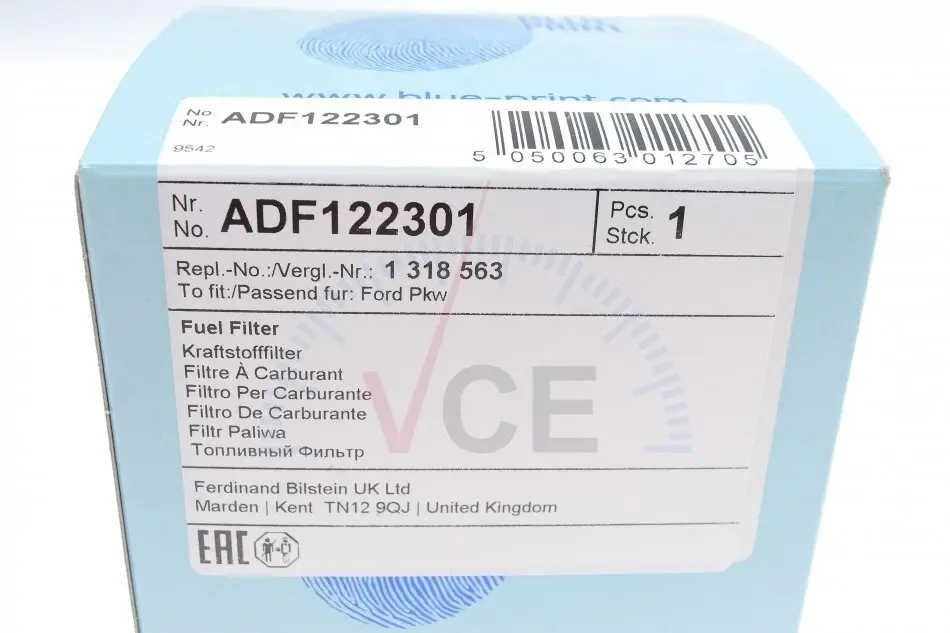 BLUE
PRINT
www.blue-print.com
No
Nr. ADF122301
9542
5 050063 012705
Nr.
No. ADF122301
Pcs.
Stck. 1
Repl.-No.:/Vergl.-Nr.: 1 318 563
To fit:/Passend fur: Ford Pkw
Fuel Filter
Kraftstofffilter
Filtre À Carburant
Filtro Per Carburante
Filtro De Carburante
Filtr Paliwa
Топливный Фильтр
VCE
Ferdinand Bilstein UK Ltd
Marden | Kent TN12 9QJ | United Kingdom
EAC